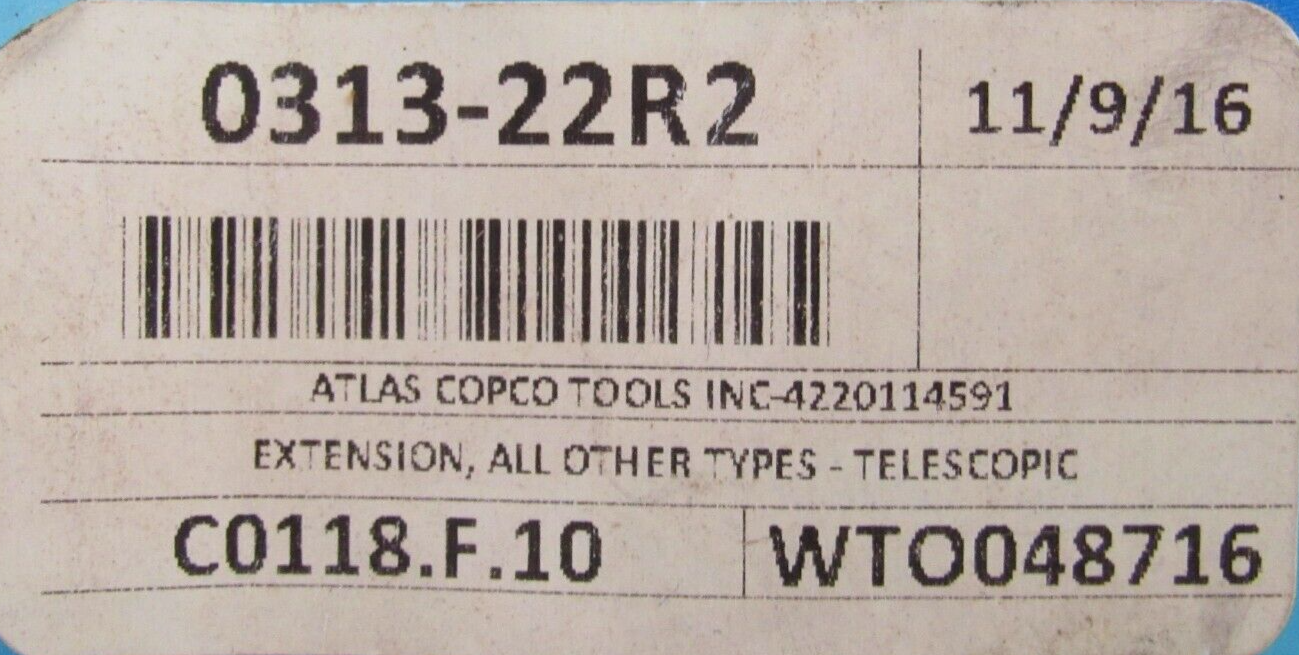 0313-22R2 11/9/16
ATLAS COPCO TOOLS INC-4220114591
EXTENSION, ALL OTHER TYPES - TELESCOPIC
C0118.F.10 WTO048716